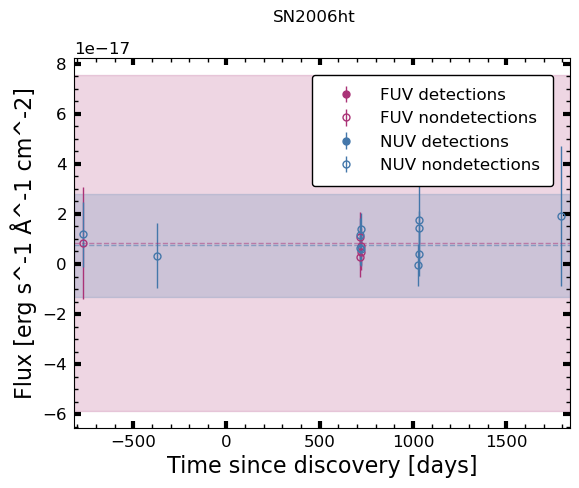 SN2006ht
1e−17
FUV detections
FUV nondetections
NUV detections
NUV nondetections
8
6
4
2
0
−2
−4
−6
Flux [erg s^-1 Å^-1 cm^-2]
−500 0 500 1000 1500
Time since discovery [days]